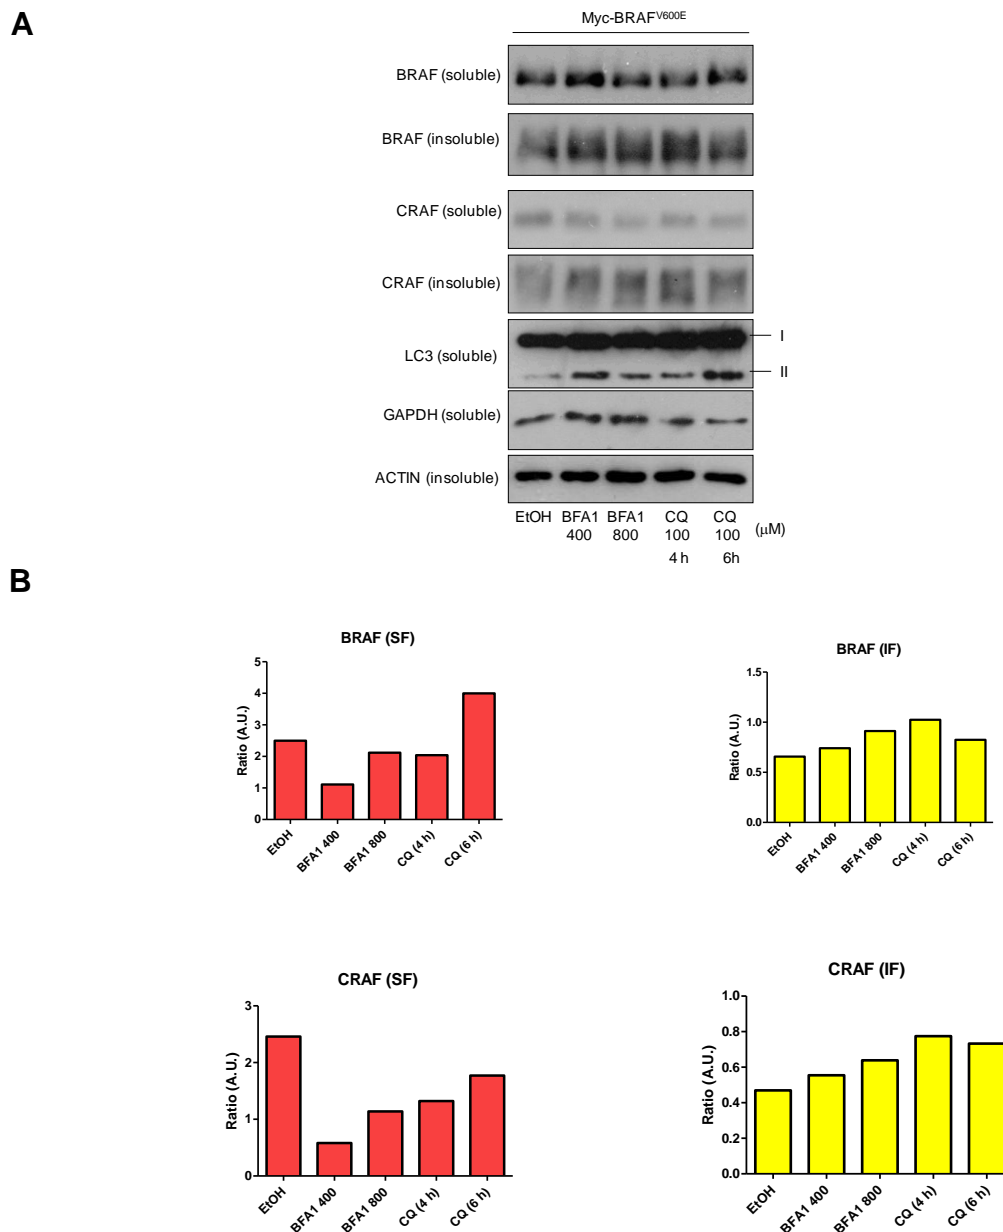 A
Myc-BRAFV600E
BRAF (soluble)
BRAF (insoluble)
CRAF (soluble)
CRAF (insoluble)
I
LC3 (soluble)
II
GAPDH (soluble)
ACTIN (insoluble)
EtOH BFA1 BFA1 CQ CQ
400 800 100 100 (μM)
4 h 6h
B
BRAF (SF)
Ratio (A.U.)
5
4
3
2
1
0
EtOH
BFA1 400
BFA1 800
CQ (4 h)
CQ (6 h)
BRAF (IF)
Ratio (A.U.)
1.5
1.0
0.5
0.0
EtOH
BFA1 400
BFA1 800
CQ (4 h)
CQ (6 h)
CRAF (SF)
Ratio (A.U.)
3
2
1
0
EtOH
BFA1 400
BFA1 800
CQ (4 h)
CQ (6 h)
CRAF (IF)
Ratio (A.U.)
1.0
0.8
0.6
0.4
0.2
0.0
EtOH
BFA1 400
BFA1 800
CQ (4 h)
CQ (6 h)